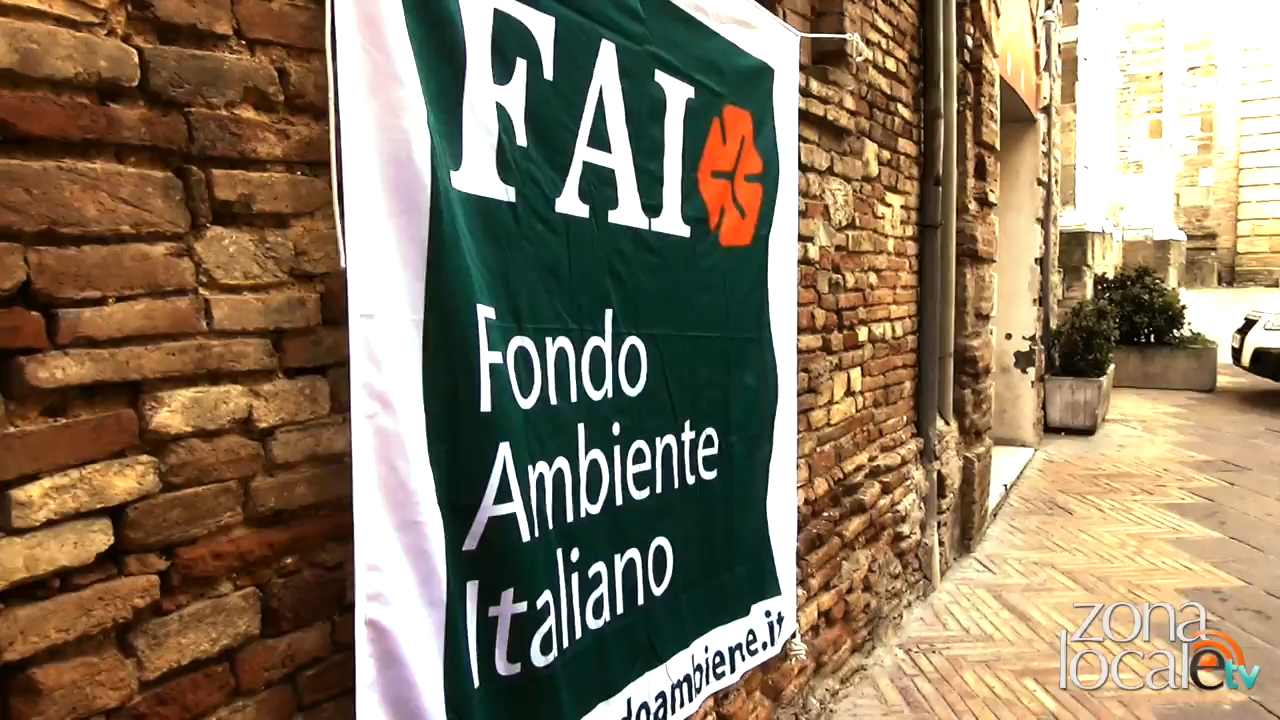 FAI
Fondo
Ambiente
Italiano
doambiene.it
zona
locale tv